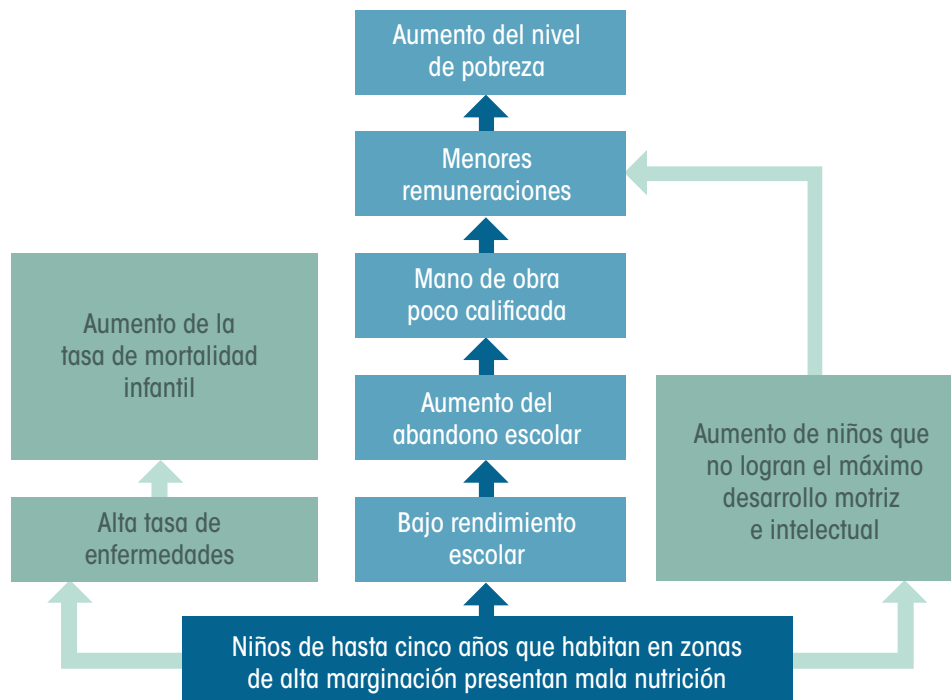 Aumento del nivel
de pobreza
Menores
remuneraciones
Mano de obra
poco calificada
Aumento de la
tasa de mortalidad
infantil
Aumento del
abandono escolar
Aumento de niños que
no logran el máximo
desarrollo motriz
e intelectual
Alta tasa de
enfermedades
Bajo rendimiento
escolar
Niños de hasta cinco años que habitan en zonas
de alta marginación presentan mala nutrición